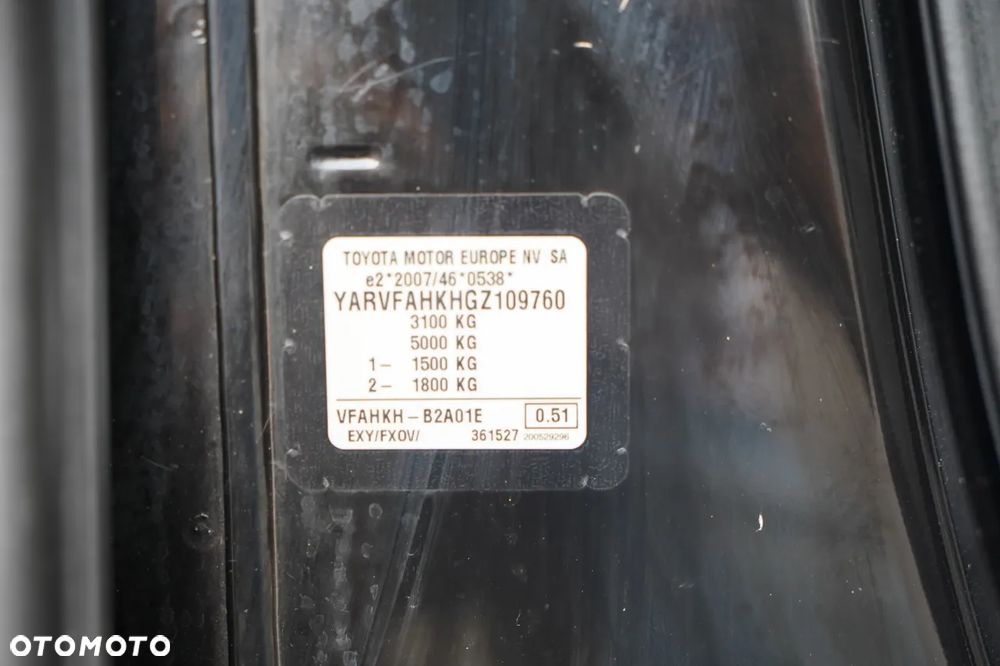 TOYOTA MOTOR EUROPE NV SA
e2*2007/46*0538*
YARVFAHKHGZ109760
3100 KG
5000 KG
1- 1500 KG
2- 1800 KG
VFAHKH-B2A01E 0.51
EXY/FXOV/ 361527 200529296
OTOMOTO